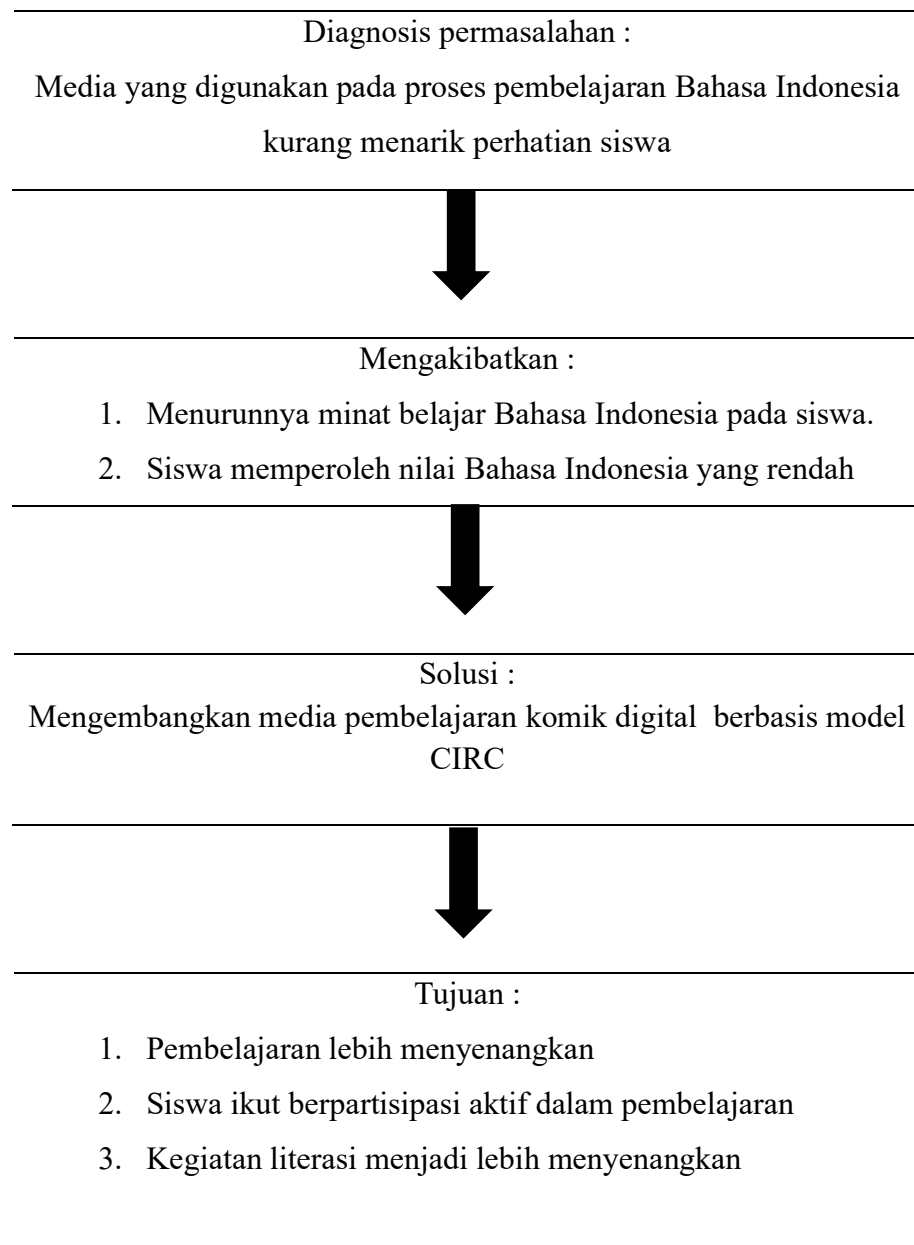 Diagnosis permasalahan :
Media yang digunakan pada proses pembelajaran Bahasa Indonesia
kurang menarik perhatian siswa
Mengakibatkan :
1. Menurunnya minat belajar Bahasa Indonesia pada siswa.
2. Siswa memperoleh nilai Bahasa Indonesia yang rendah
Solusi :
Mengembangkan media pembelajaran komik digital  berbasis model
CIRC
Tujuan :
1. Pembelajaran lebih menyenangkan
2. Siswa ikut berpartisipasi aktif dalam pembelajaran
3. Kegiatan literasi menjadi lebih menyenangkan